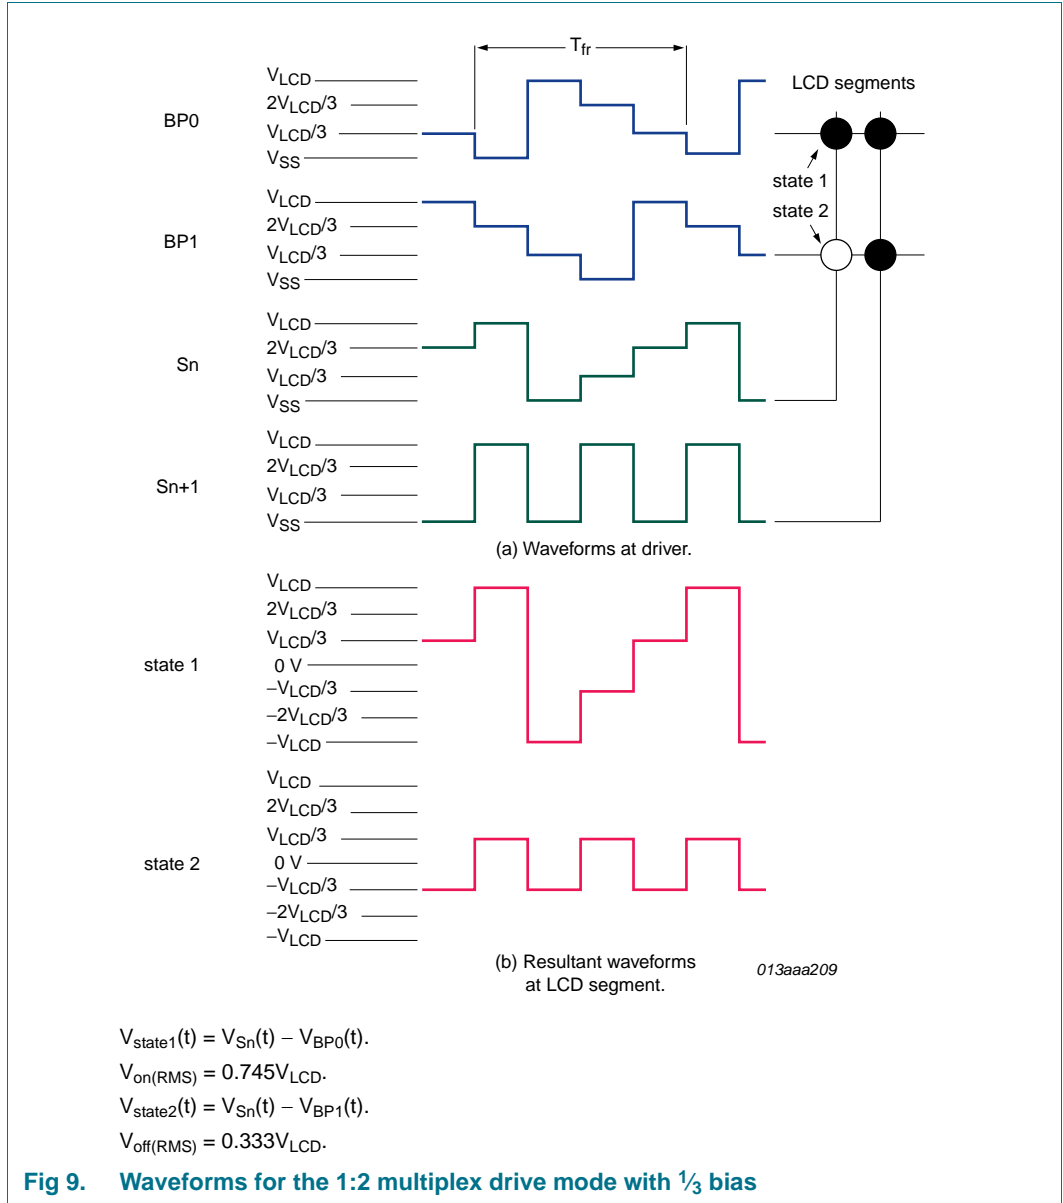 T_fr
V_LCD
2V_LCD/3
V_LCD/3
V_SS
BP0
LCD segments
state 1
state 2
V_LCD
2V_LCD/3
V_LCD/3
V_SS
BP1
V_LCD
2V_LCD/3
V_LCD/3
V_SS
Sn
V_LCD
2V_LCD/3
V_LCD/3
V_SS
Sn+1
(a) Waveforms at driver.
V_LCD
2V_LCD/3
V_LCD/3
0 V
−V_LCD/3
−2V_LCD/3
−V_LCD
state 1
V_LCD
2V_LCD/3
V_LCD/3
0 V
−V_LCD/3
−2V_LCD/3
−V_LCD
state 2
(b) Resultant waveforms
at LCD segment.
013aaa209
V_state1(t) = V_Sn(t) − V_BP0(t).
V_on(RMS) = 0.745V_LCD.
V_state2(t) = V_Sn(t) − V_BP1(t).
V_off(RMS) = 0.333V_LCD.
Fig 9. Waveforms for the 1:2 multiplex drive mode with 1⁄3 bias